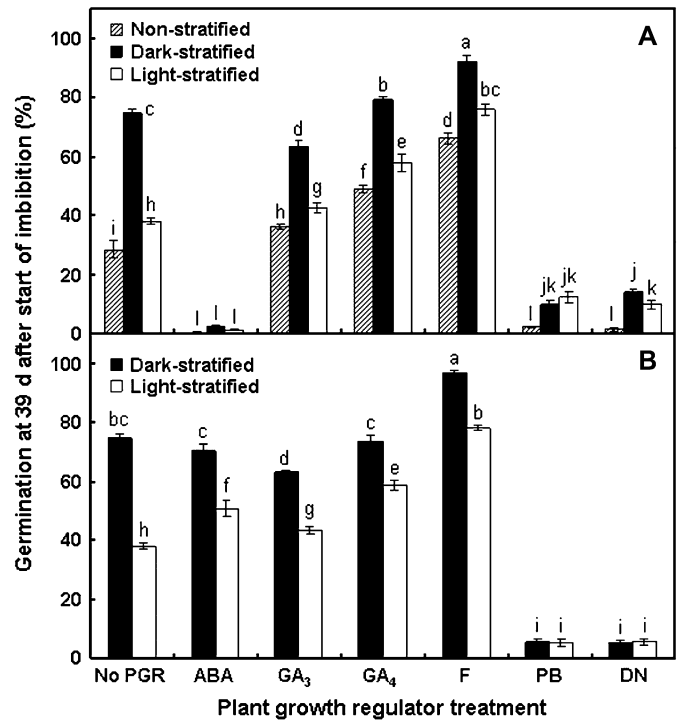 Germination at 39 d after start of imbibition (%)
A
Non-stratified
Dark-stratified
Light-stratified
100
80
60
40
20
0
i c h
l l l
h d g
f b e
d a bc
l jk jk
l j k
B
Dark-stratified
Light-stratified
100
80
60
40
20
0
bc h
c f
d g
c e
a b
i i
i i
No PGR ABA GA₃ GA₄ F PB DN
Plant growth regulator treatment